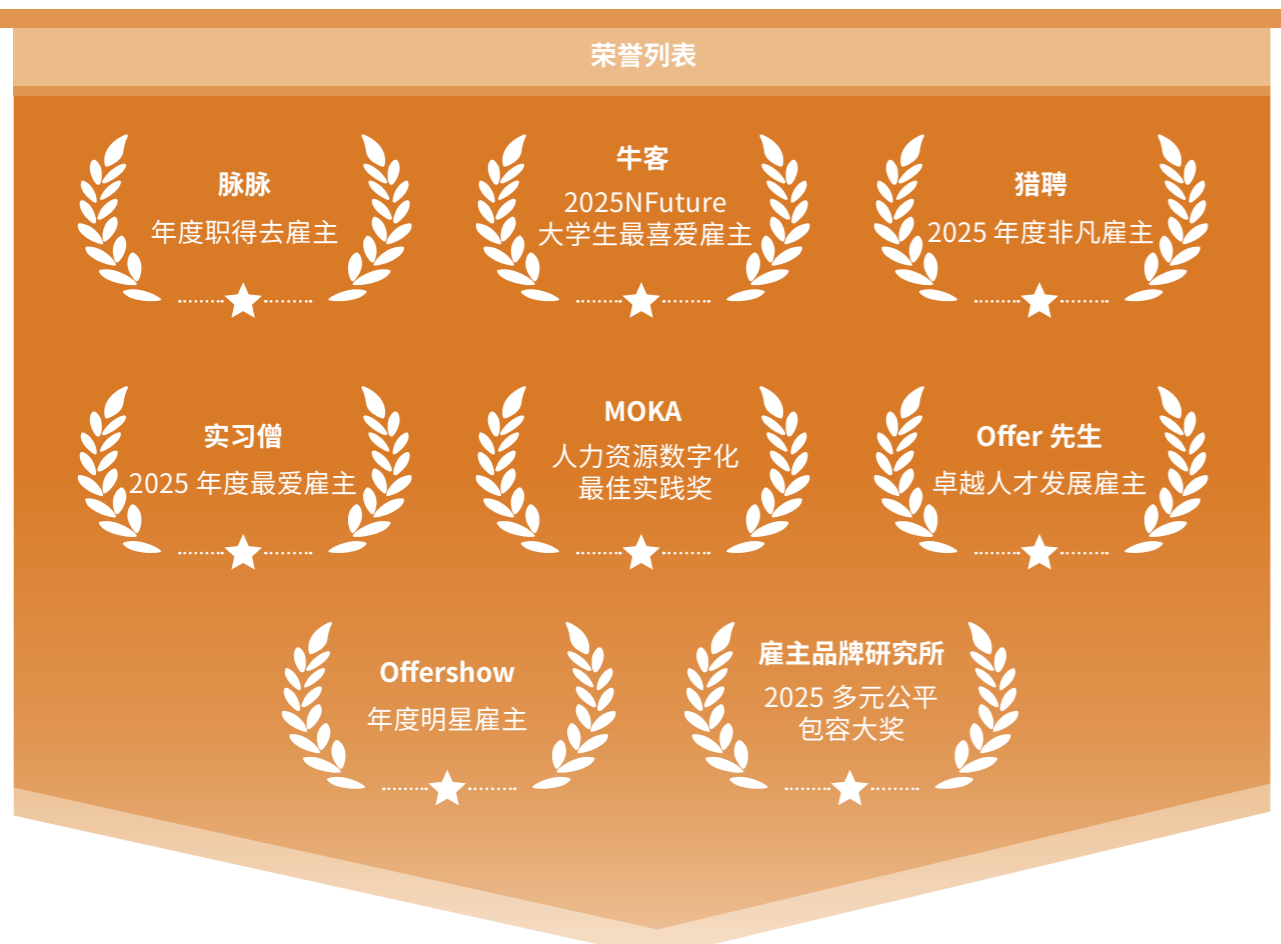 荣誉列表
脉脉
年度职得去雇主
牛客
2025NFuture
大学生最喜爱雇主
猎聘
2025 年度非凡雇主
实习僧
2025 年度最爱雇主
MOKA
人力资源数字化
最佳实践奖
Offer 先生
卓越人才发展雇主
Offershow
年度明星雇主
雇主品牌研究所
2025 多元公平
包容大奖